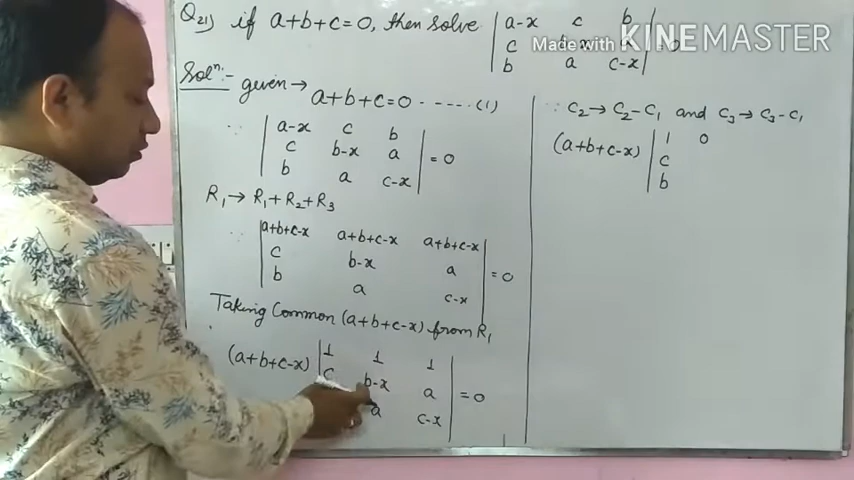 Q21) if a+b+c=0, then solve | a-x c b |
| c |
| b a c-x | =0
Made with KINEMASTER
Solⁿ:- given→ a+b+c=0 ----- (1)
∵ | a-x c b |
| c b-x a | =0
| b a c-x |
R₁→ R₁+R₂+R₃
∵ | a+b+c-x a+b+c-x a+b+c-x |
| c b-x a | =0
| b a c-x |
Taking Common (a+b+c-x) from R₁
(a+b+c-x) | 1 1 1 |
| c b-x a | =0
a c-x |
∵ C₂→ C₂-C₁ and C₃→ C₃-C₁
(a+b+c-x) | 1 0
| c
| b